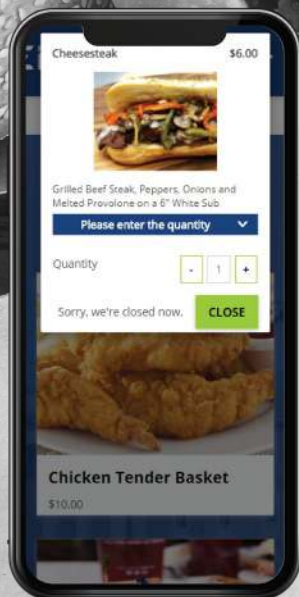 Cheesesteak $6.00
Grilled Beef Steak, Peppers, Onions and
Melted Provolone on a 6" White Sub
Please enter the quantity
Quantity - 1 +
Sorry, we're closed now. CLOSE
Chicken Tender Basket
$10.00